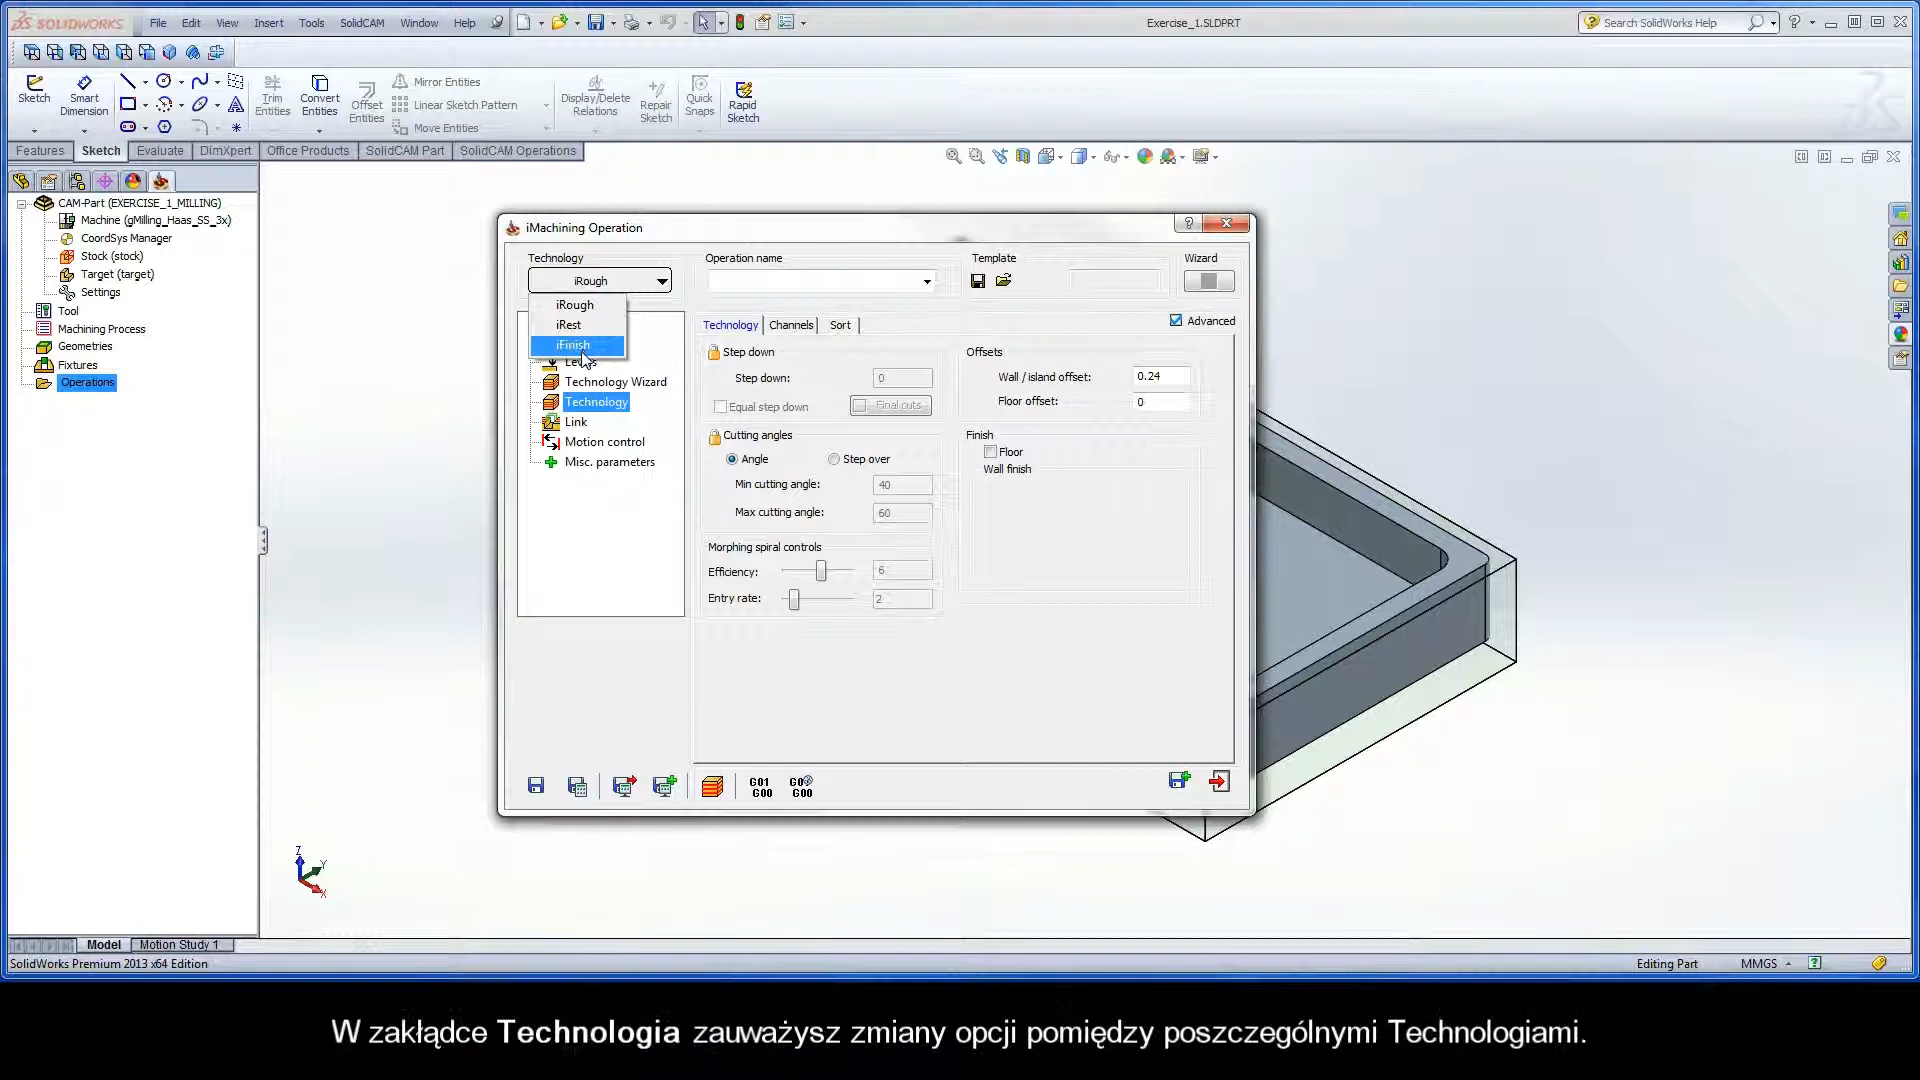 SOLIDWORKS File Edit View Insert Tools SolidCAM Window Help Exercise_1.SLDPRT Search SolidWorks Help
Sketch Smart Dimension Trim Entities Convert Entities Offset Entities Mirror Entities Linear Sketch Pattern Move Entities Display/Delete Relations Repair Sketch Quick Snaps Rapid Sketch
Features Sketch Evaluate DimXpert Office Products SolidCAM Part SolidCAM Operations
CAM-Part (EXERCISE_1_MILLING)
Machine (gMilling_Haas_SS_3x)
CoordSys Manager
Stock (stock)
Target (target)
Settings
Tool
Machining Process
Geometries
Fixtures
Operations
iMachining Operation
Technology Operation name Template Wizard
iRough
iRough
iRest
iFinish
Levels
Technology Wizard
Technology
Link
Motion control
Misc. parameters
Technology Channels Sort Advanced
Step down
Step down: 0
Equal step down Final cuts
Cutting angles
Angle Step over
Min cutting angle: 40
Max cutting angle: 60
Morphing spiral controls
Efficiency: 6
Entry rate: 2
Offsets
Wall / island offset: 0.24
Floor offset: 0
Finish
Floor
Wall finish
G01 G00
G00
Z
Y
X
Model Motion Study 1
SolidWorks Premium 2013 x64 Edition Editing Part MMGS
W zakłądce Technologia zauważysz zmiany opcji pomiędzy poszczególnymi Technologiami.